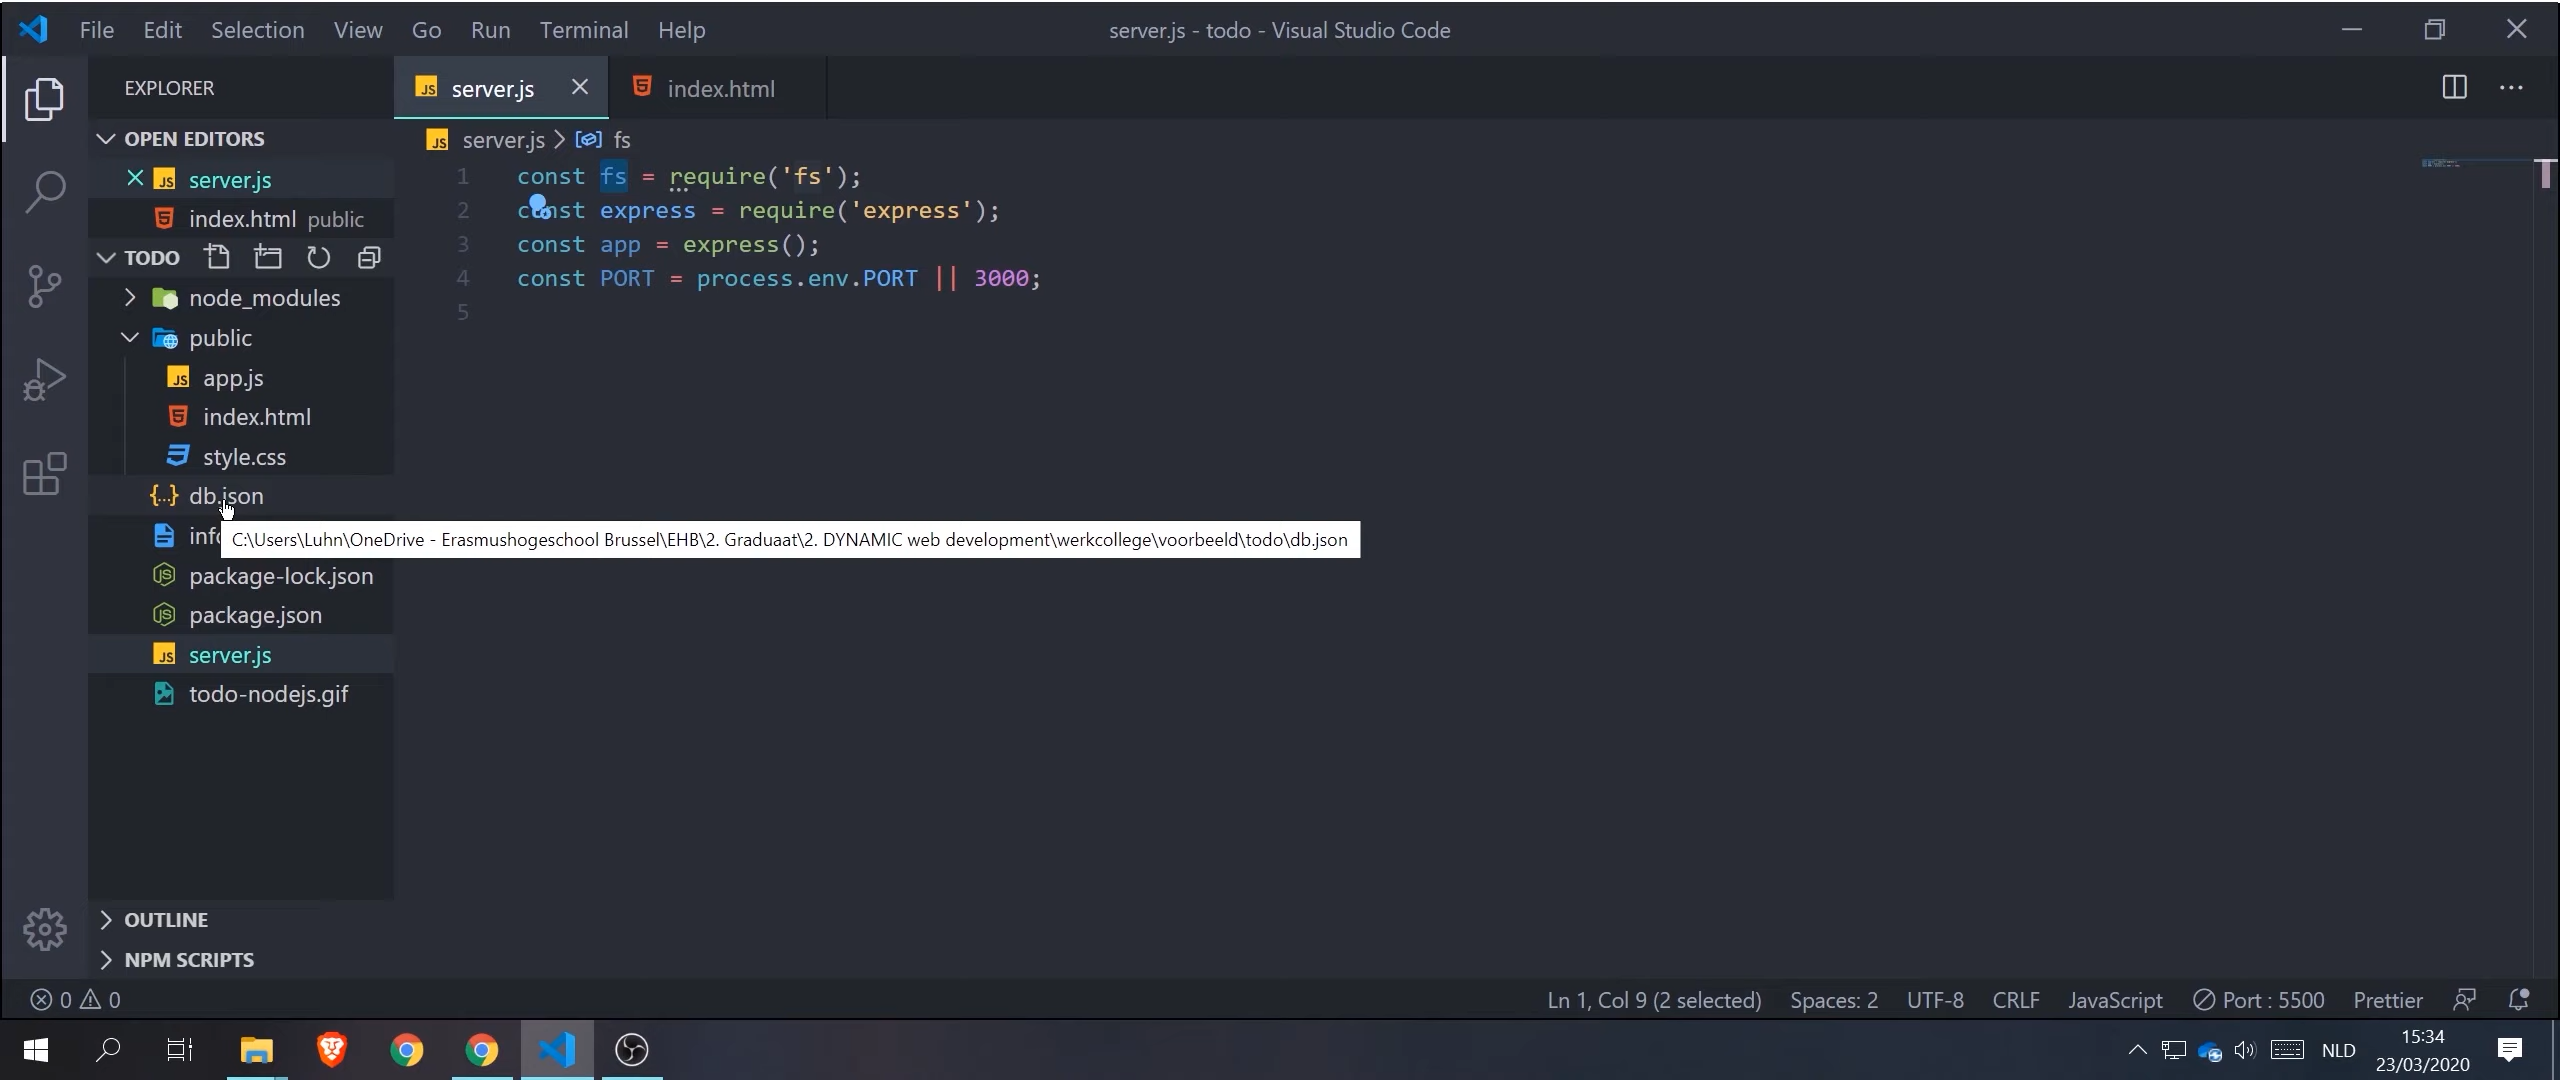 File Edit Selection View Go Run Terminal Help
server.js - todo - Visual Studio Code
EXPLORER
server.js
index.html
OPEN EDITORS
server.js
index.html public
TODO
node_modules
public
app.js
index.html
style.css
db.json
C:\Users\Luhn\OneDrive - Erasmushogeschool Brussel\EHB\2. Graduaat\2. DYNAMIC web development\werkcollege\voorbeeld\todo\db.json
package-lock.json
package.json
server.js
todo-nodejs.gif
OUTLINE
NPM SCRIPTS
server.js > fs
1 const fs = require('fs');
2 const express = require('express');
3 const app = express();
4 const PORT = process.env.PORT || 3000;
5
0 0
Ln 1, Col 9 (2 selected) Spaces: 2 UTF-8 CRLF JavaScript Port : 5500 Prettier
NLD
15:34
23/03/2020